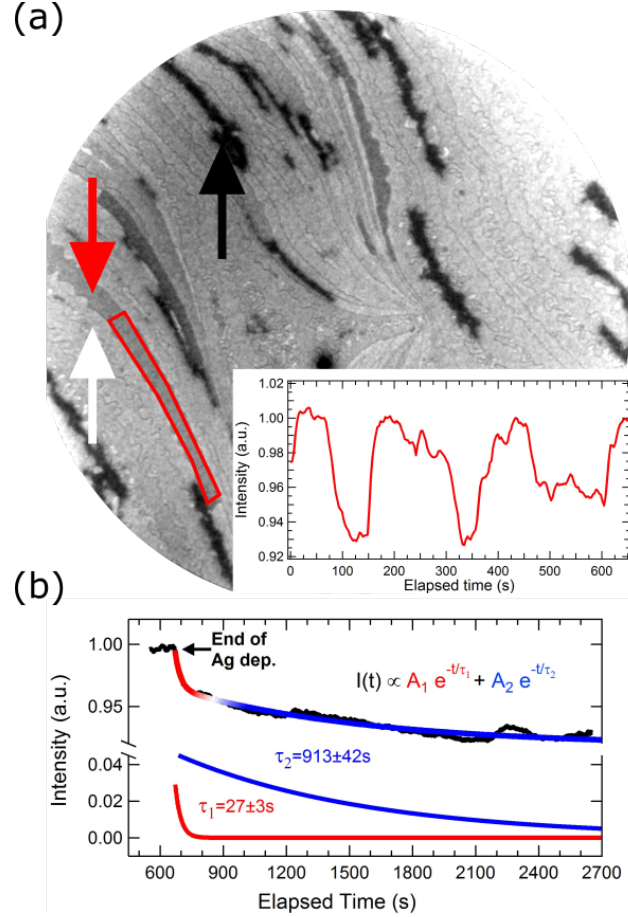 (a)
1.02
1.00
0.98
0.96
0.94
0.92
Intensity (a.u.)
0 100 200 300 400 500 600
Elapsed time (s)
(b)
1.00
0.95
0.04
0.02
0.00
Intensity (a.u.)
End of
Ag dep.
I(t) ∝ A₁ e^(-t/τ₁) + A₂ e^(-t/τ₂)
τ₂=913±42s
τ₁=27±3s
600 900 1200 1500 1800 2100 2400 2700
Elapsed Time (s)